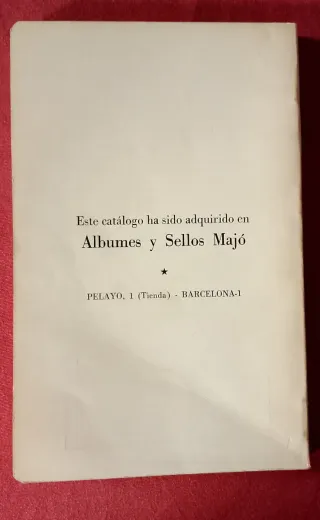 Este catálogo ha sido adquirido en
Albumes y Sellos Majó
★
PELAYO, 1 (Tienda) - BARCELONA-1